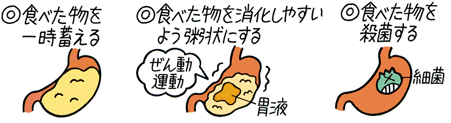 ◎食べた物を
一時蓄える
◎食べた物を消化しやすい
よう粥状にする
ぜん動
運動
胃液
◎食べた物を
殺菌する
細菌